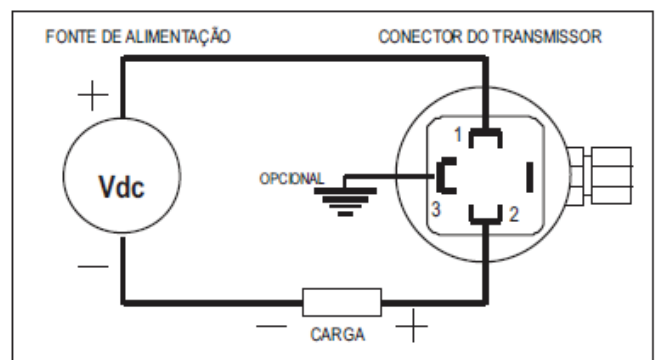 FONTE DE ALIMENTAÇÃO
CONECTOR DO TRANSMISSOR
+
1
Vdc
OPCIONAL
3
2
—
— CARGA +